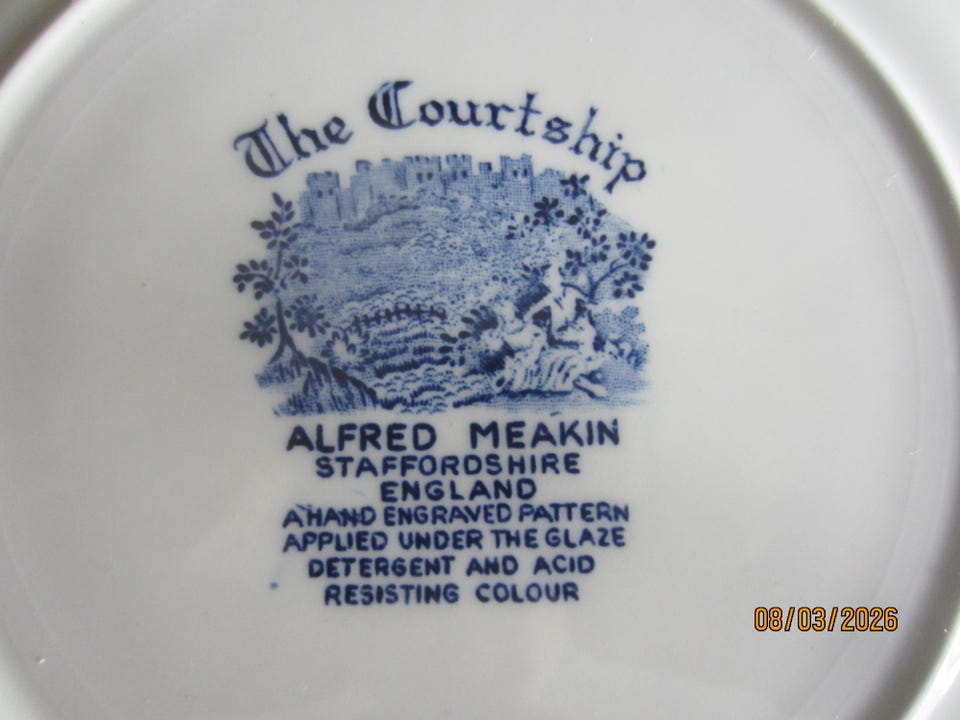 The Courtship
ALFRED MEAKIN
STAFFORDSHIRE
ENGLAND
A HAND ENGRAVED PATTERN
APPLIED UNDER THE GLAZE
DETERGENT AND ACID
RESISTING COLOUR
08/03/2026